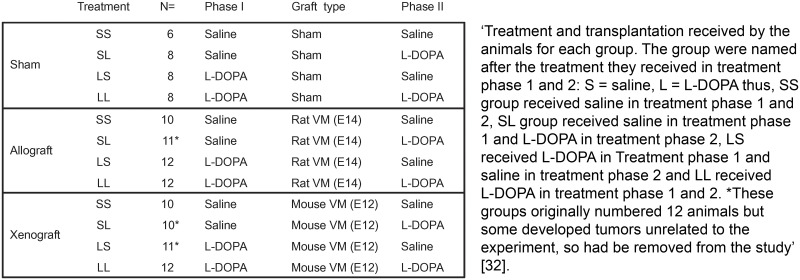 Treatment N= Phase I Graft type Phase II
SS 6 Saline Sham Saline
SL 8 Saline Sham L-DOPA
Sham
LS 8 L-DOPA Sham Saline
LL 8 L-DOPA Sham L-DOPA
SS 10 Saline Rat VM (E14) Saline
SL 11* Saline Rat VM (E14) L-DOPA
Allograft
LS 12 L-DOPA Rat VM (E14) Saline
LL 12 L-DOPA Rat VM (E14) L-DOPA
SS 10 Saline Mouse VM (E12) Saline
SL 10* Saline Mouse VM (E12) L-DOPA
Xenograft
LS 11* L-DOPA Mouse VM (E12) Saline
LL 12 L-DOPA Mouse VM (E12) L-DOPA
‘Treatment and transplantation received by the
animals for each group. The group were named
after the treatment they received in treatment
phase 1 and 2: S = saline, L = L-DOPA thus, SS
group received saline in treatment phase 1 and
2, SL group received saline in treatment phase
1 and L-DOPA in treatment phase 2, LS
received L-DOPA in Treatment phase 1 and
saline in treatment phase 2 and LL received
L-DOPA in treatment phase 1 and 2. *These
groups originally numbered 12 animals but
some developed tumors unrelated to the
experiment, so had be removed from the study’
[32].